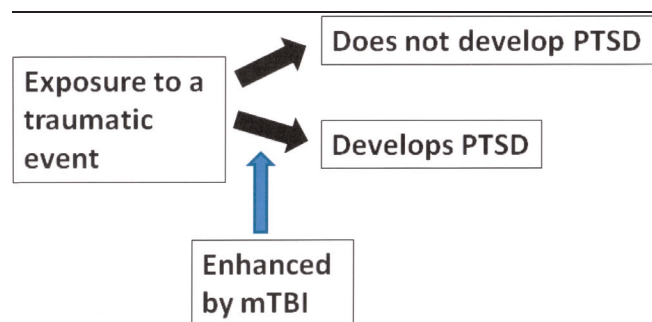 Does not develop PTSD
Exposure to a
traumatic
event
Develops PTSD
Enhanced
by mTBI